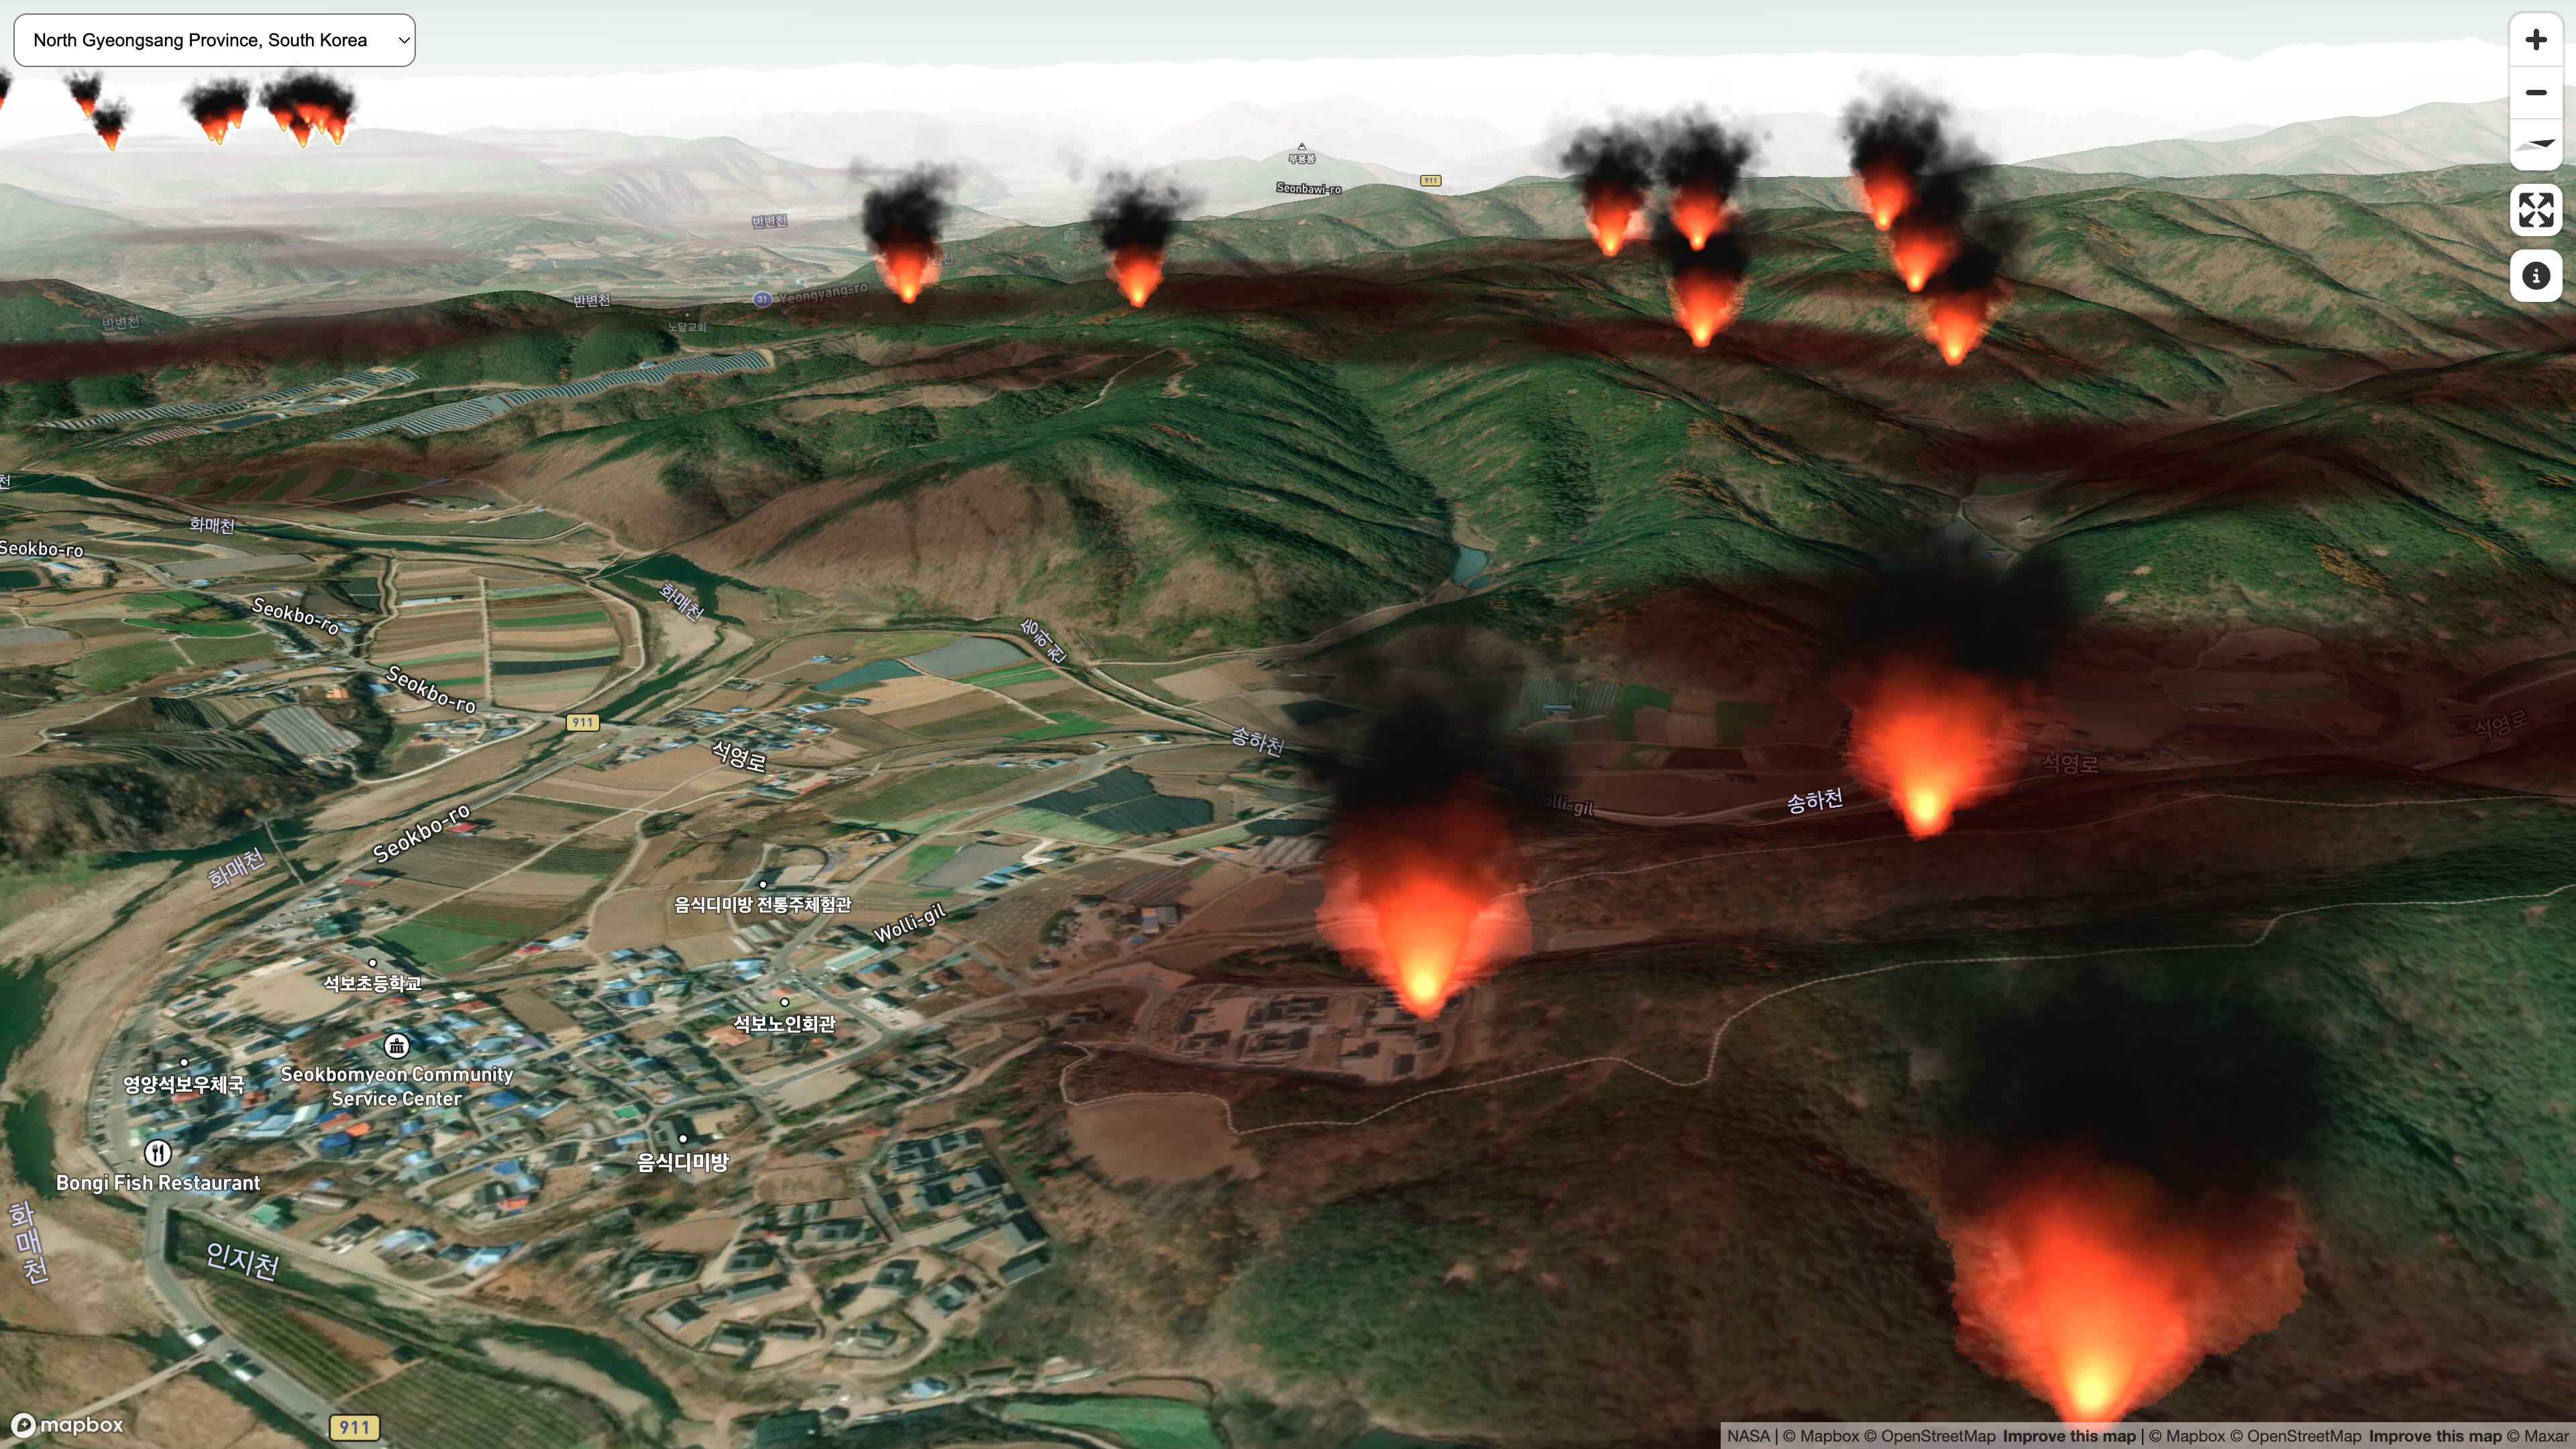 North Gyeongsang Province, South Korea
부용봉
Seonbawi-ro
911
반변천
반변천
31 Yeongyang-ro
반변천
노달교회
화매천
Seokbo-ro
화매천
Seokbo-ro
송하천
Seokbo-ro
911
석영로
송하천
석영로
석영로
송하천
Wolli-gil
Seokbo-ro
화매천
음식디미방 전통주체험관
Wolli-gil
석보초등학교
석보노인회관
영양석보우체국
Seokbomyeon Community
Service Center
음식디미방
Bongi Fish Restaurant
화매천
인지천
911
mapbox
NASA | © Mapbox © OpenStreetMap Improve this map | © Mapbox © OpenStreetMap Improve this map © Maxar